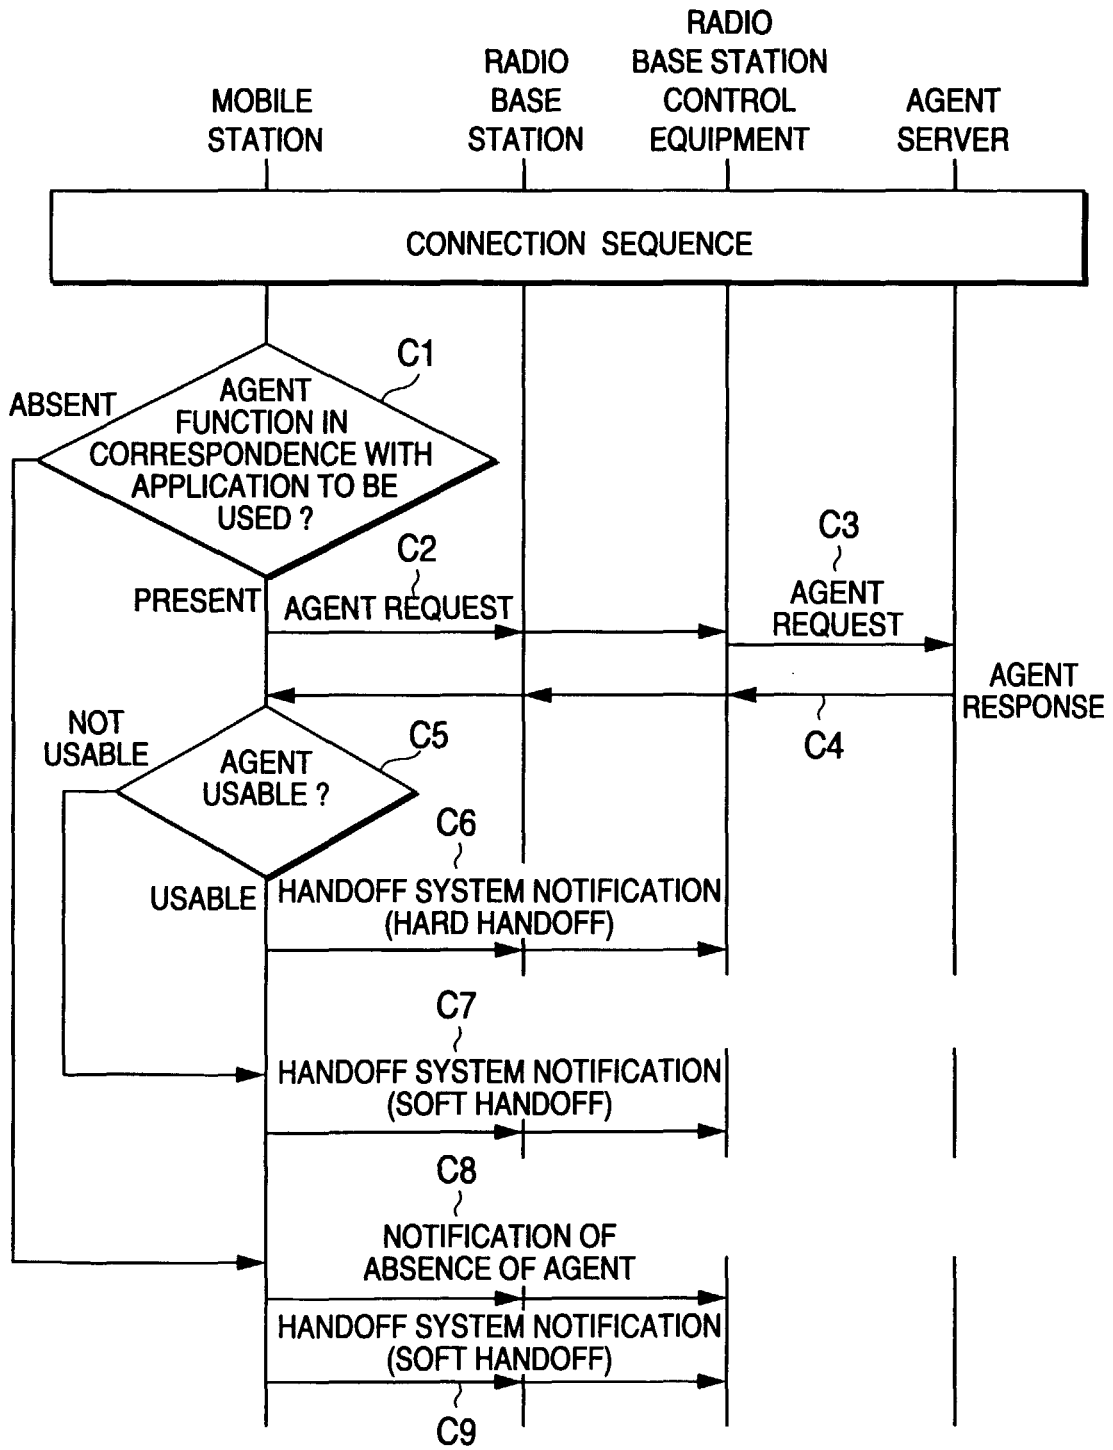 MOBILE
STATION
RADIO
BASE
STATION
RADIO
BASE STATION
CONTROL
EQUIPMENT
AGENT
SERVER
CONNECTION SEQUENCE
C1
ABSENT
AGENT
FUNCTION IN
CORRESPONDENCE WITH
APPLICATION TO BE
USED ?
PRESENT
C2
AGENT REQUEST
C3
AGENT
REQUEST
AGENT
RESPONSE
C4
NOT
USABLE
C5
AGENT
USABLE ?
USABLE
C6
HANDOFF SYSTEM NOTIFICATION
(HARD HANDOFF)
C7
HANDOFF SYSTEM NOTIFICATION
(SOFT HANDOFF)
C8
NOTIFICATION OF
ABSENCE OF AGENT
HANDOFF SYSTEM NOTIFICATION
(SOFT HANDOFF)
C9